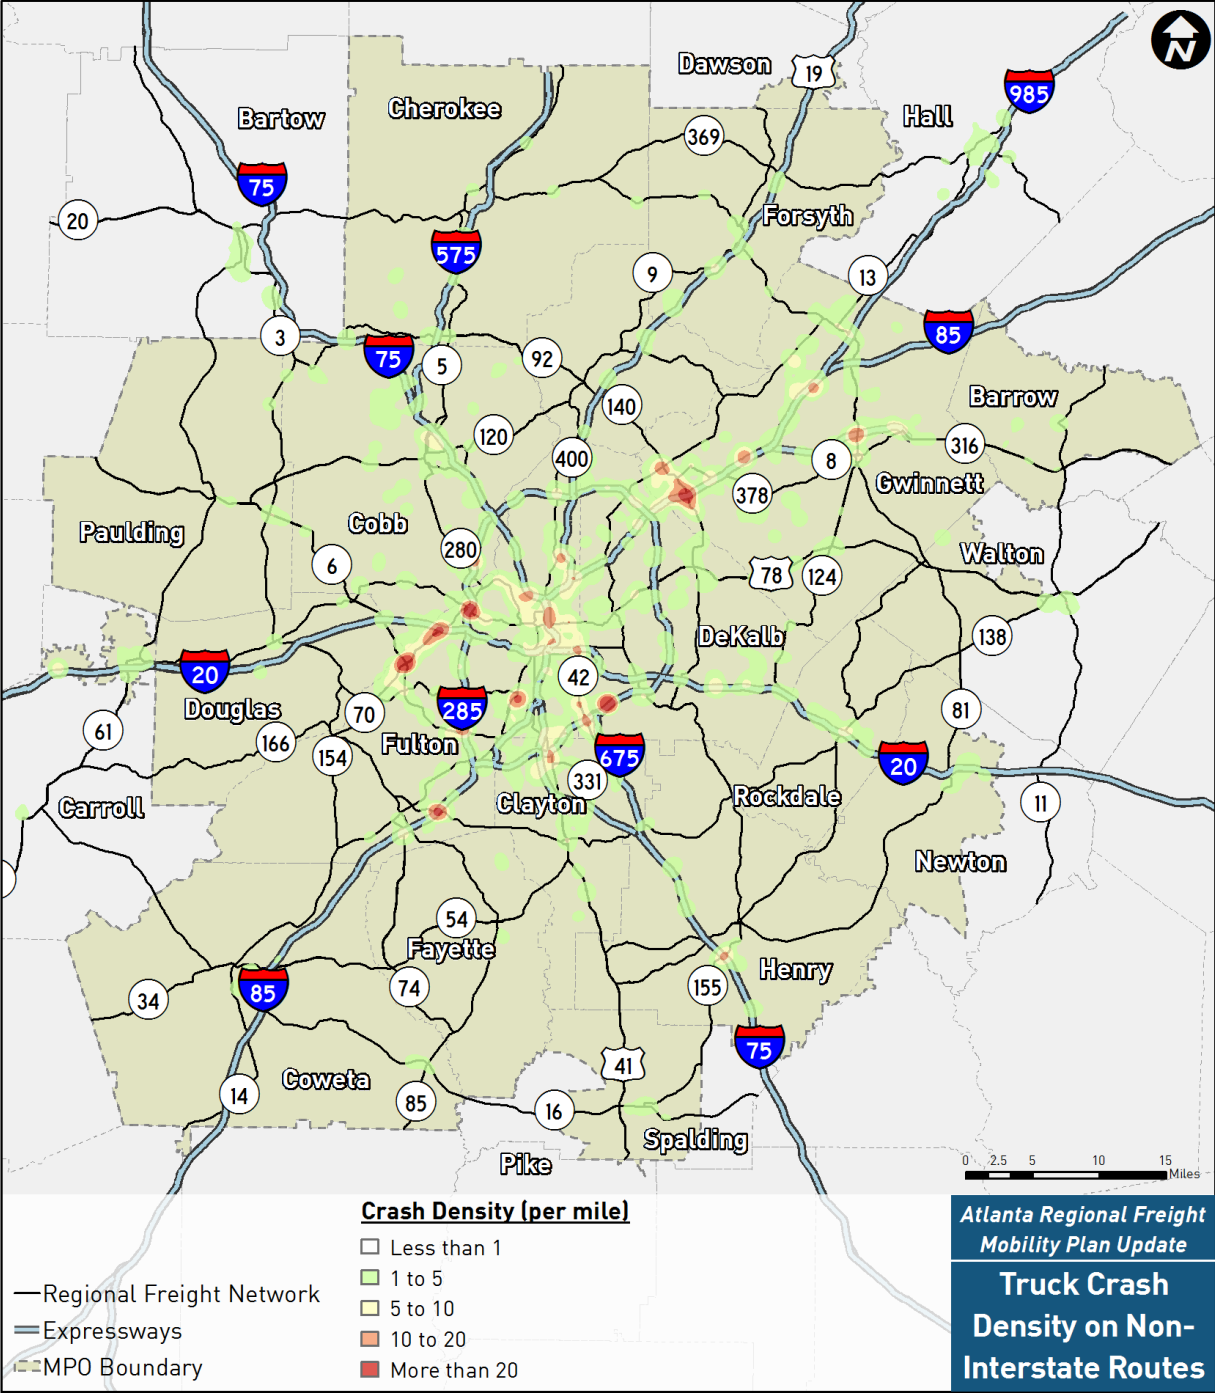 Dawson
19
N
985
Hall
Bartow
Cherokee
369
75
20
Forsyth
575
9
13
3
85
75
5
92
Barrow
140
120
400
8
316
378
Gwinnett
Paulding
Cobb
280
Walton
6
78
124
138
DeKalb
20
42
Douglas
70
285
81
61
166
Fulton
154
675
20
331
Carroll
Clayton
Rockdale
11
Newton
54
Fayette
Henry
85
74
155
34
75
41
Coweta
14
85
16
Spalding
Pike
0 2.5 5 10 15
Miles
Crash Density (per mile)
Less than 1
1 to 5
5 to 10
10 to 20
More than 20
Regional Freight Network
Expressways
MPO Boundary
Atlanta Regional Freight
Mobility Plan Update
Truck Crash
Density on Non-
Interstate Routes